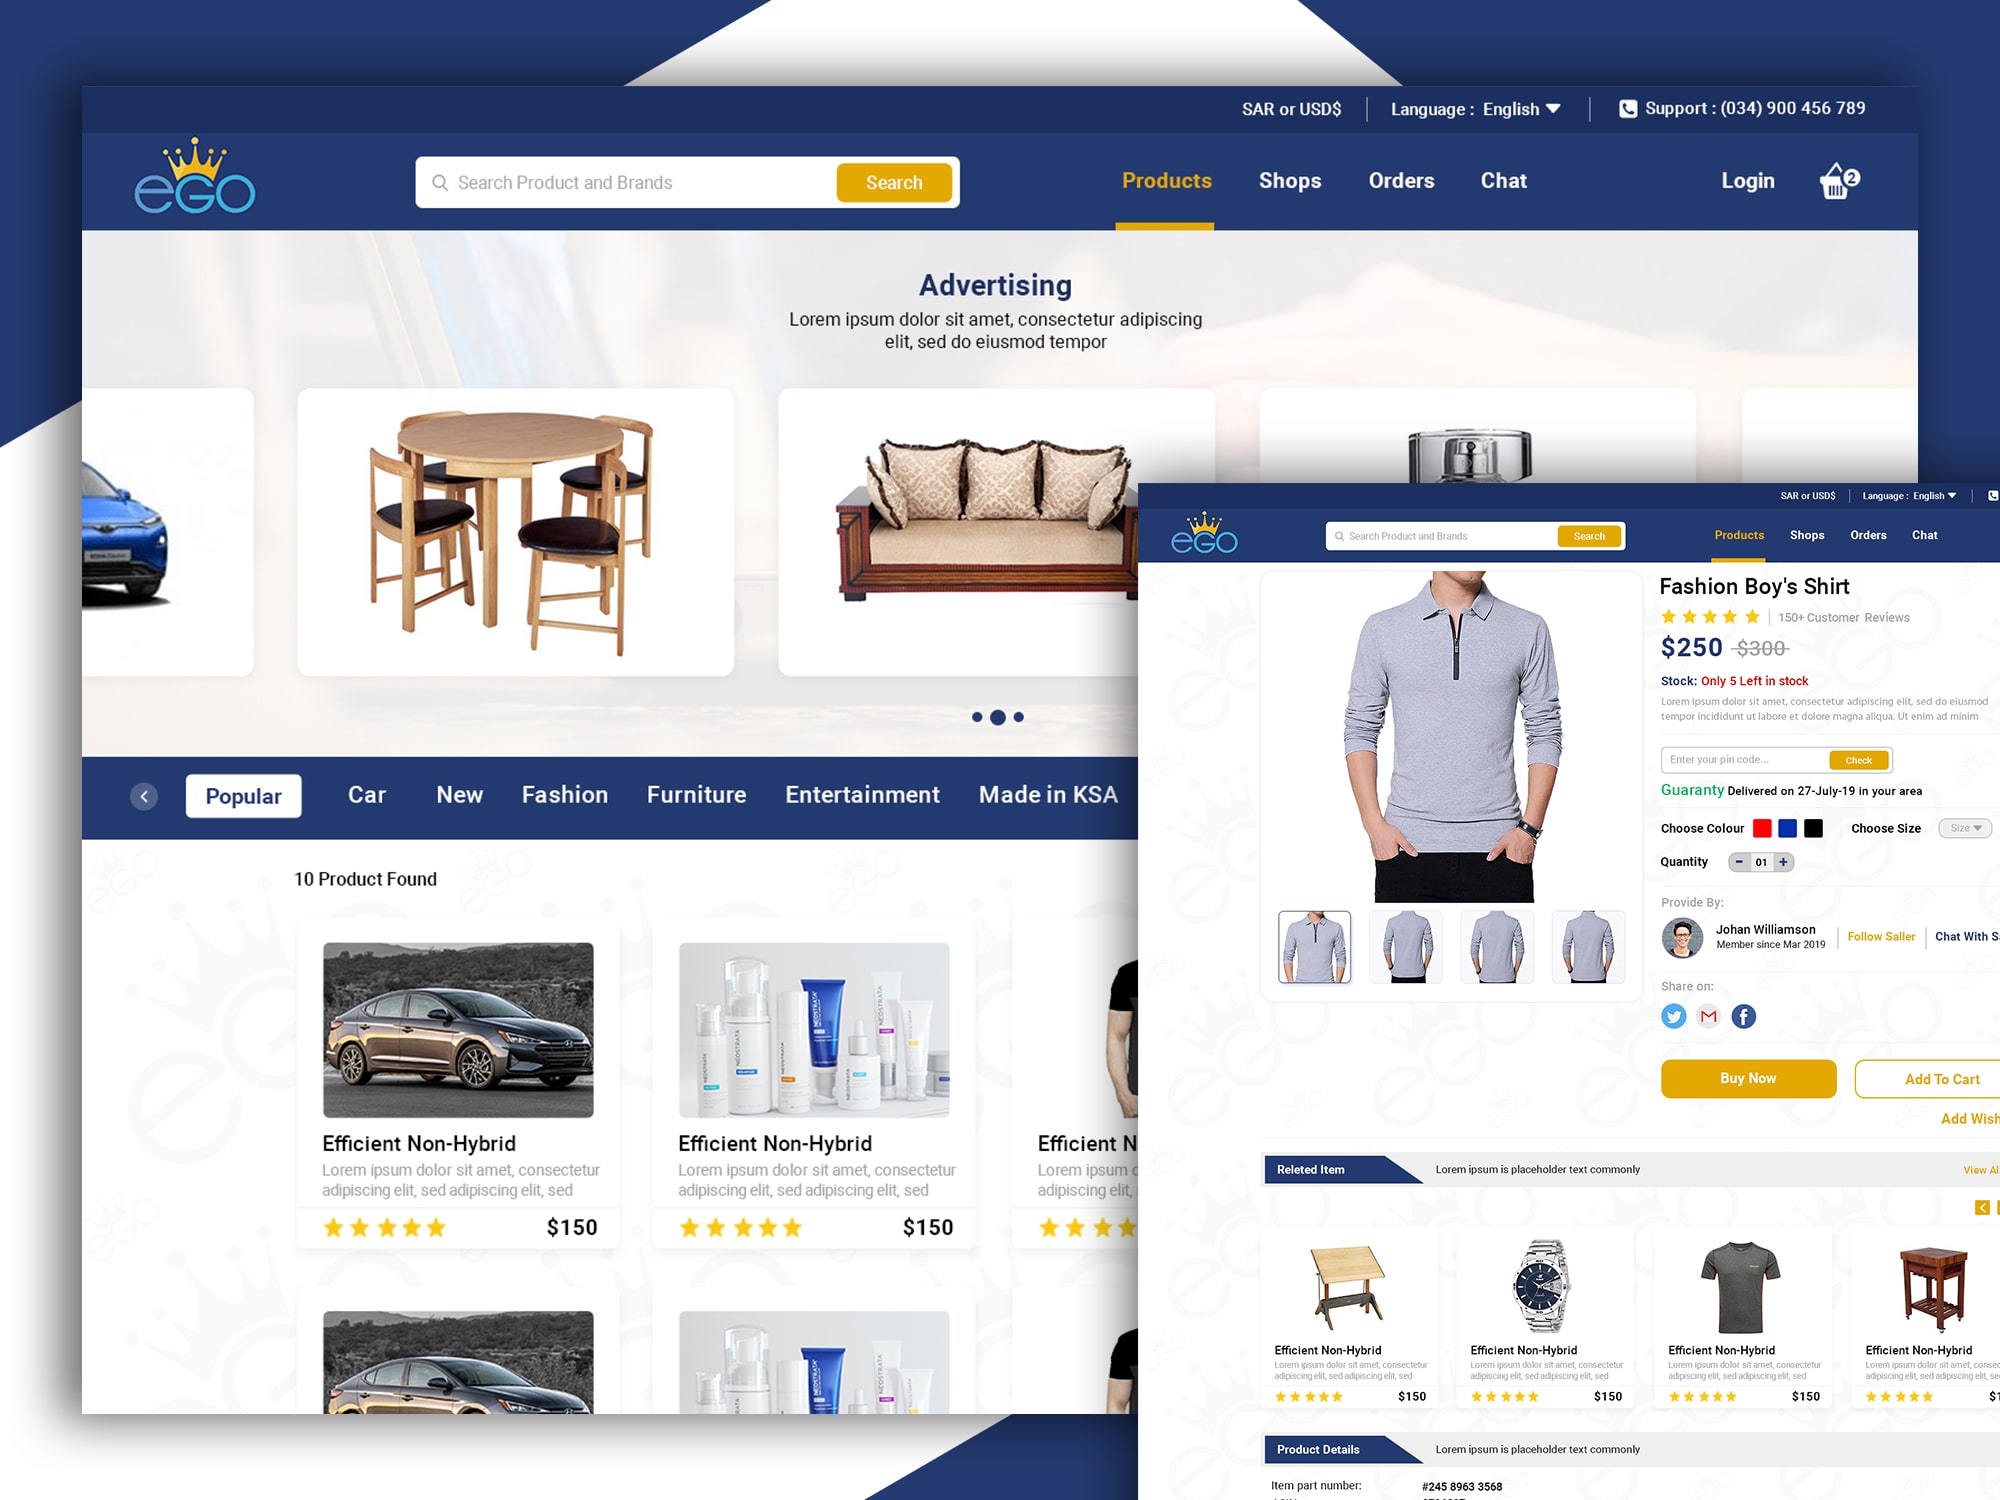 SAR or USD$
Language : English
Support : (034) 900 456 789
eGO
Search Product and Brands
Search
Products
Shops
Orders
Chat
Login
2
Advertising
Lorem ipsum dolor sit amet, consectetur adipiscing
elit, sed do eiusmod tempor
Popular
Car
New
Fashion
Furniture
Entertainment
Made in KSA
10 Product Found
NEOSTRATA
NEOSTRATA
NEOSTRATA
NEOSTRATA
NEOSTRATA
Efficient Non-Hybrid
Lorem ipsum dolor sit amet, consectetur
adipiscing elit, sed adipiscing elit, sed
$150
Efficient Non-Hybrid
Lorem ipsum dolor sit amet, consectetur
adipiscing elit, sed adipiscing elit, sed
$150
Efficient N
Lorem ipsum
adipiscing elit,
NEOSTRATA
NEOSTRATA
SAR or USD$
Language : English
eGO
Search Product and Brands
Search
Products
Shops
Orders
Chat
Fashion Boy's Shirt
150+ Customer Reviews
$250 $300
Stock: Only 5 Left in stock
Lorem ipsum dolor sit amet, consectetur adipiscing elit, sed do eiusmod
tempor incididunt ut labore et dolore magna aliqua. Ut enim ad minim
Enter your pin code...
Check
Guaranty Delivered on 27-July-19 in your area
Choose Colour
Choose Size
Size
Quantity
- 01 +
Provide By:
Johan Williamson
Member since Mar 2019
Follow Saller
Chat With Sa
Share on:
Buy Now
Add To Cart
Add Wish
Releted Item
Lorem ipsum is placeholder text commonly
View Al
Efficient Non-Hybrid
Lorem ipsum dolor sit amet, consectetur
adipiscing elit, sed adipiscing elit, sed
$150
Efficient Non-Hybrid
Lorem ipsum dolor sit amet, consectetur
adipiscing elit, sed adipiscing elit, sed
$150
Efficient Non-Hybrid
Lorem ipsum dolor sit amet, consectetur
adipiscing elit, sed adipiscing elit, sed
$150
Efficient Non-Hybrid
Lorem ipsum dolor sit amet, consec
adipiscing elit, sed adipiscing elit, se
$1
Product Details
Lorem ipsum is placeholder text commonly
Item part number:
#245 8963 3568